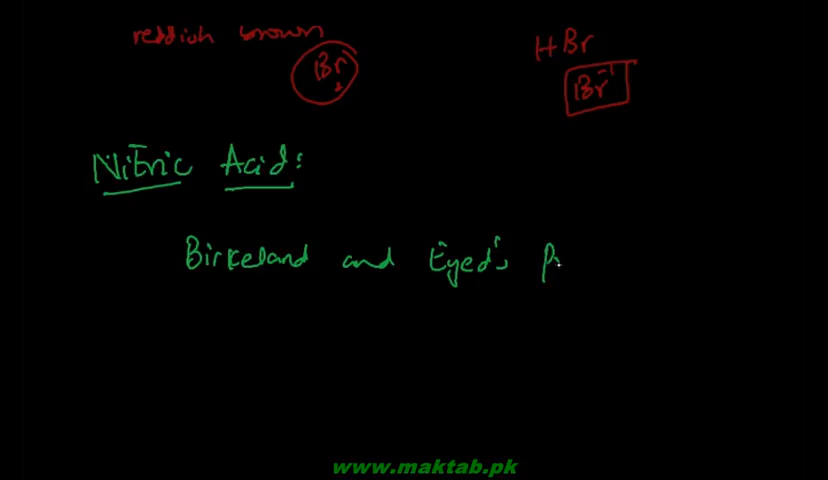 reddish brown
HBr
Br2
Br-1
Nitric Acid:
Birkeland and Eyed's
www.maktab.pk